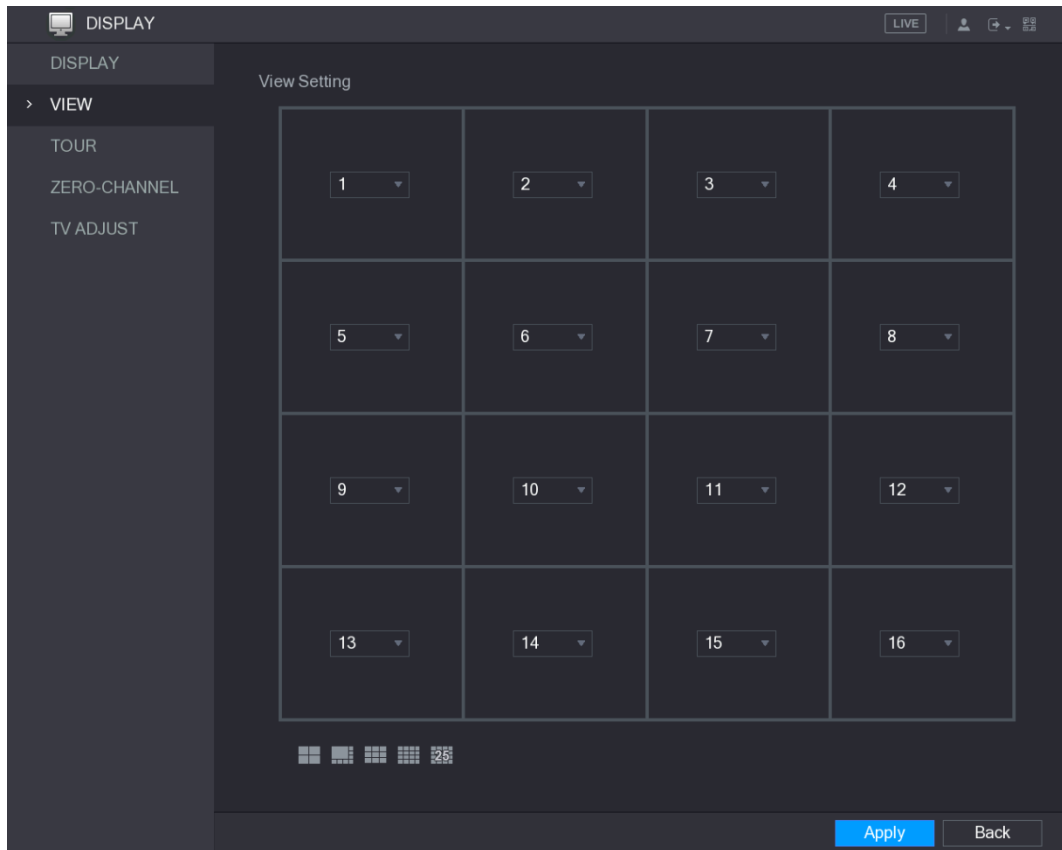 DISPLAY
LIVE
DISPLAY
VIEW
TOUR
ZERO-CHANNEL
TV ADJUST
View Setting
1 2 3 4
5 6 7 8
9 10 11 12
13 14 15 16
25
Apply Back